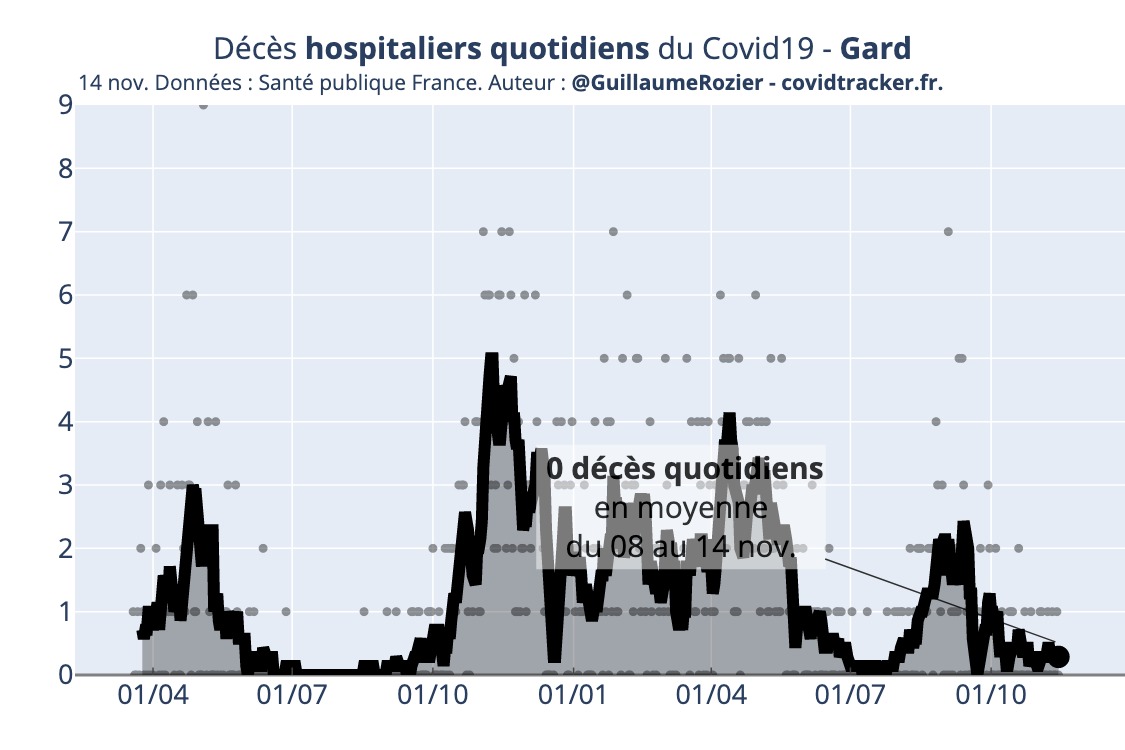 Décès hospitaliers quotidiens du Covid19 - Gard
14 nov. Données : Santé publique France. Auteur : @GuillaumeRozier - covidtracker.fr.
9
8
7
6
5
4
3
2
1
0
0 décès quotidiens
en moyenne
du 08 au 14 nov.
01/04 01/07 01/10 01/01 01/04 01/07 01/10